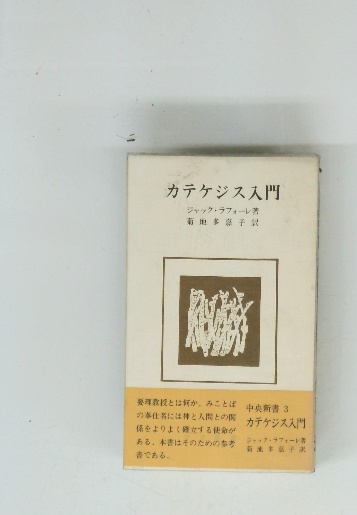 カテケジス入門
ジャック・ラフォーレ著
菊地多嘉子訳
要理教授とは何か。みことば
の奉仕者には神と人間との関
係をよりよく確立する使命が
ある。本書はそのための参考
書である。
中央新書 3
カテケジス入門
ジャック・ラフォーレ著
菊地多嘉子訳